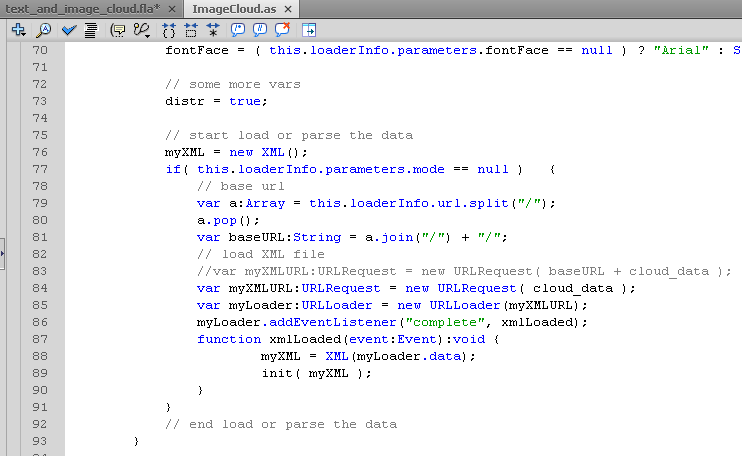 text_and_image_cloud.fla* × ImageCloud.as ×
70 fontFace = ( this.loaderInfo.parameters.fontFace == null ) ? "Arial" : S
71
72 // some more vars
73 distr = true;
74
75 // start load or parse the data
76 myXML = new XML();
77 if( this.loaderInfo.parameters.mode == null ) {
78 // base url
79 var a:Array = this.loaderInfo.url.split("/");
80 a.pop();
81 var baseURL:String = a.join("/") + "/";
82 // load XML file
83 //var myXMLURL:URLRequest = new URLRequest( baseURL + cloud_data );
84 var myXMLURL:URLRequest = new URLRequest( cloud_data );
85 var myLoader:URLLoader = new URLLoader(myXMLURL);
86 myLoader.addEventListener("complete", xmlLoaded);
87 function xmlLoaded(event:Event):void {
88 myXML = XML(myLoader.data);
89 init( myXML );
90 }
91 }
92 // end load or parse the data
93 }